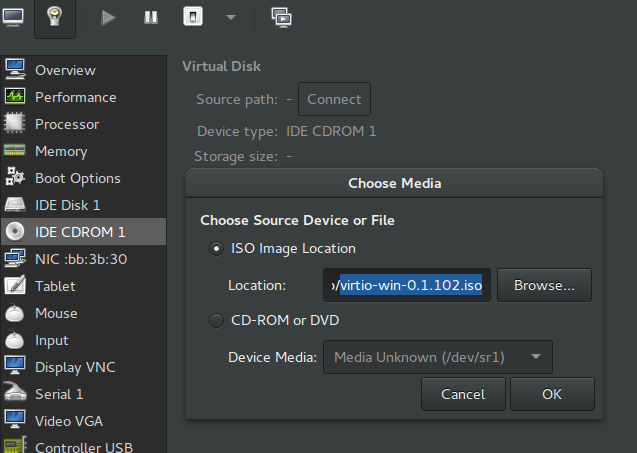 Overview
Performance
Processor
Memory
Boot Options
IDE Disk 1
IDE CDROM 1
NIC :bb:3b:30
Tablet
Mouse
Input
Display VNC
Serial 1
Video VGA
Controller USB
Virtual Disk
Source path: - Connect
Device type: IDE CDROM 1
Storage size: -
Choose Media
Choose Source Device or File
ISO Image Location
Location: /virtio-win-0.1.102.iso Browse...
CD-ROM or DVD
Device Media: Media Unknown (/dev/sr1)
Cancel OK